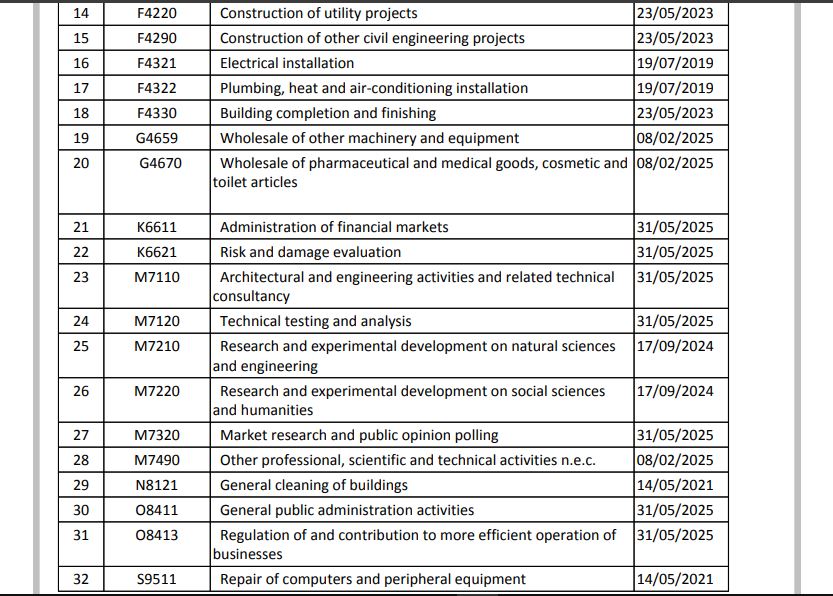 14 F4220 Construction of utility projects 23/05/2023
15 F4290 Construction of other civil engineering projects 23/05/2023
16 F4321 Electrical installation 19/07/2019
17 F4322 Plumbing, heat and air-conditioning installation 19/07/2019
18 F4330 Building completion and finishing 23/05/2023
19 G4659 Wholesale of other machinery and equipment 08/02/2025
20 G4670 Wholesale of pharmaceutical and medical goods, cosmetic and 08/02/2025
toilet articles
21 K6611 Administration of financial markets 31/05/2025
22 K6621 Risk and damage evaluation 31/05/2025
23 M7110 Architectural and engineering activities and related technical 31/05/2025
consultancy
24 M7120 Technical testing and analysis 31/05/2025
25 M7210 Research and experimental development on natural sciences 17/09/2024
and engineering
26 M7220 Research and experimental development on social sciences 17/09/2024
and humanities
27 M7320 Market research and public opinion polling 31/05/2025
28 M7490 Other professional, scientific and technical activities n.e.c. 08/02/2025
29 N8121 General cleaning of buildings 14/05/2021
30 O8411 General public administration activities 31/05/2025
31 O8413 Regulation of and contribution to more efficient operation of 31/05/2025
businesses
32 S9511 Repair of computers and peripheral equipment 14/05/2021